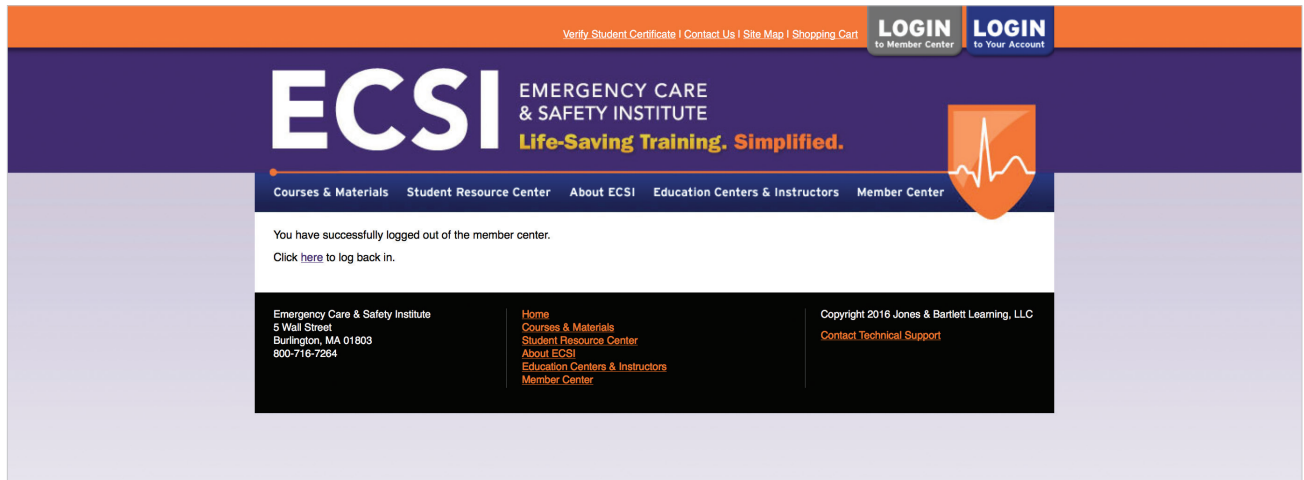 Verify Student Certificate | Contact Us | Site Map | Shopping Cart
LOGIN
to Member Center
LOGIN
to Your Account
ECSI
EMERGENCY CARE
& SAFETY INSTITUTE
Life-Saving Training. Simplified.
Courses & Materials Student Resource Center About ECSI Education Centers & Instructors Member Center
You have successfully logged out of the member center.
Click here to log back in.
Emergency Care & Safety Institute
5 Wall Street
Burlington, MA 01803
800-716-7264
Home
Courses & Materials
Student Resource Center
About ECSI
Education Centers & Instructors
Member Center
Copyright 2016 Jones & Bartlett Learning, LLC
Contact Technical Support